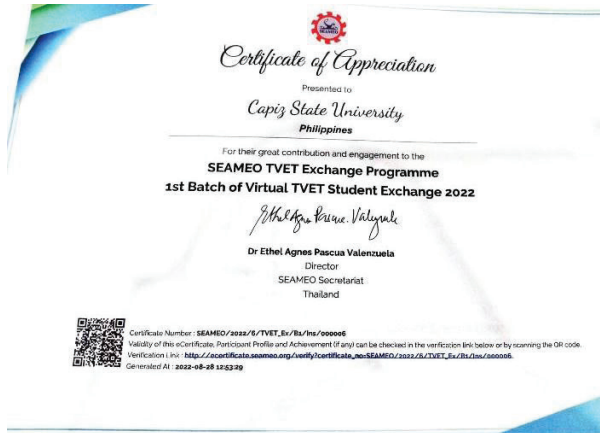 SEAMEO
Certificate of Appreciation
Presented to
Capiz State University
Philippines
For their great contribution and engagement to the
SEAMEO TVET Exchange Programme
1st Batch of Virtual TVET Student Exchange 2022
Dr Ethel Agnes Pascua Valenzuela
Director
SEAMEO Secretariat
Thailand
Certificate Number : SEAMEO/2022/6/TVET_Ex/B1/Ins/000006
Validity of this eCertificate, Participant Profile and Achievement (if any) can be checked in the verification link below or by scanning the QR code.
Verification Link : http://ecertificate.seameo.org/verify?certificate_no=SEAMEO/2022/6/TVET_Ex/B1/Ins/000006
Generated At : 2022-08-28 12:53:29